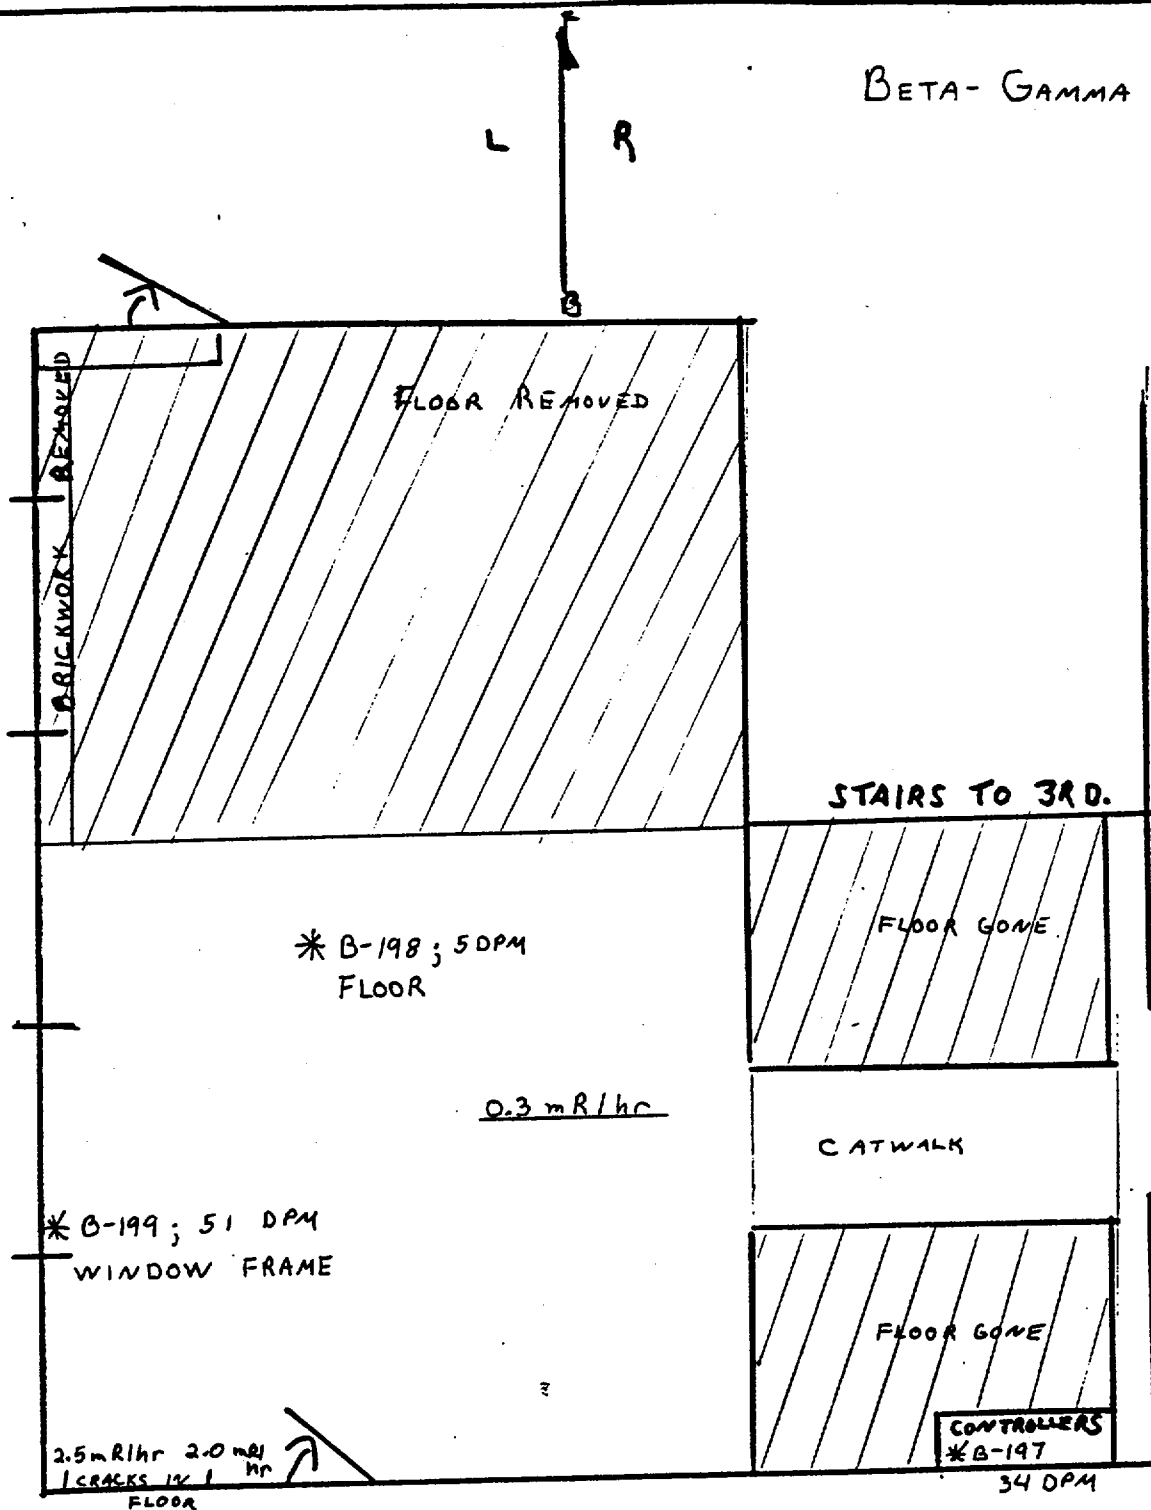 F
BETA- GAMMA
L R
B
FLOOR REMOVED
BRICKWORK REMOVED
STAIRS TO 3RD.
FLOOR GONE
* B-198; 5 DPM
FLOOR
0.3 mR/hr
CATWALK
* B-199; 51 DPM
WINDOW FRAME
FLOOR GONE
CONTROLLERS
* B-197
34 DPM
2.5 mR/hr 2.0 mR/
hr
CRACKS IN
FLOOR